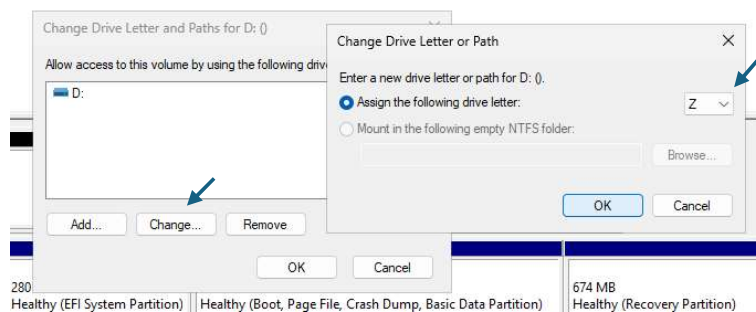 Change Drive Letter and Paths for D: ()
Allow access to this volume by using the following driv
D:
Add...
Change...
Remove
OK
Cancel
Change Drive Letter or Path
Enter a new drive letter or path for D: ().
Assign the following drive letter:
Z
Mount in the following empty NTFS folder:
Browse...
OK
Cancel
280
Healthy (EFI System Partition)
Healthy (Boot, Page File, Crash Dump, Basic Data Partition)
674 MB
Healthy (Recovery Partition)